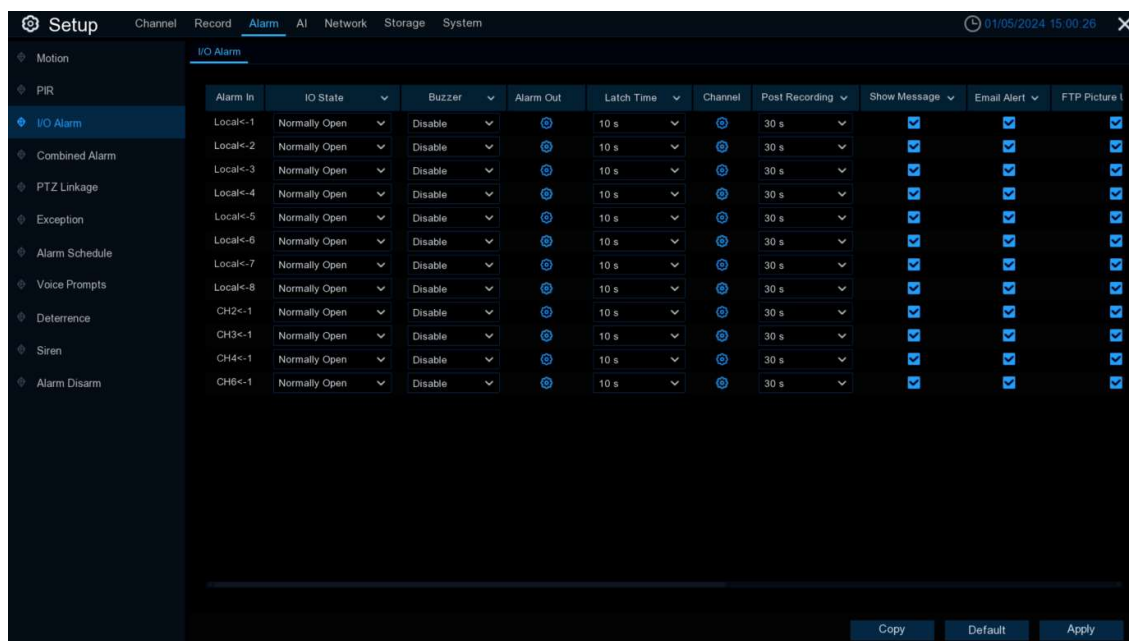 Setup Channel Record Alarm AI Network Storage System 01/05/2024 15:00:26
Motion
PIR
I/O Alarm
Combined Alarm
PTZ Linkage
Exception
Alarm Schedule
Voice Prompts
Deterrence
Siren
Alarm Disarm
I/O Alarm
Alarm In IO State Buzzer Alarm Out Latch Time Channel Post Recording Show Message Email Alert FTP Picture
Local<-1 Normally Open Disable 10 s 30 s
Local<-2 Normally Open Disable 10 s 30 s
Local<-3 Normally Open Disable 10 s 30 s
Local<-4 Normally Open Disable 10 s 30 s
Local<-5 Normally Open Disable 10 s 30 s
Local<-6 Normally Open Disable 10 s 30 s
Local<-7 Normally Open Disable 10 s 30 s
Local<-8 Normally Open Disable 10 s 30 s
CH2<-1 Normally Open Disable 10 s 30 s
CH3<-1 Normally Open Disable 10 s 30 s
CH4<-1 Normally Open Disable 10 s 30 s
CH6<-1 Normally Open Disable 10 s 30 s
Copy Default Apply